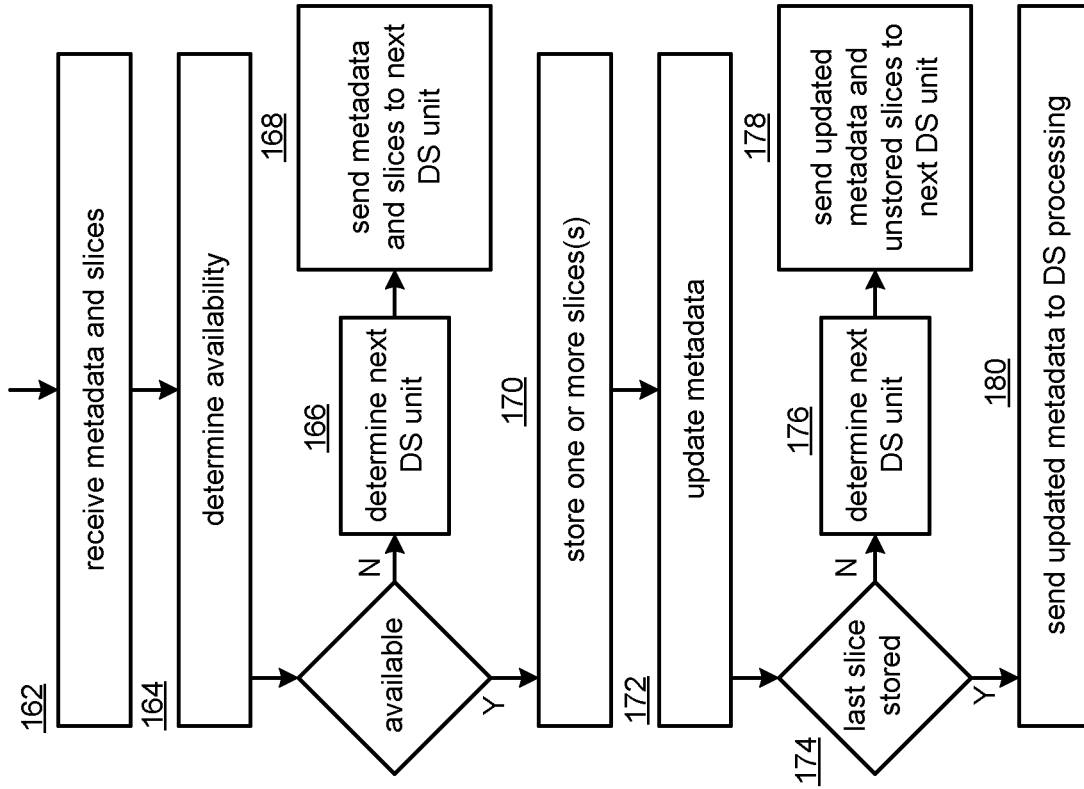 162
receive metadata and slices
164
determine availability
available
N
Y
166
determine next
DS unit
168
send metadata
and slices to next
DS unit
170
store one or more slices(s)
172
update metadata
174
last slice
stored
N
Y
176
determine next
DS unit
178
send updated
metadata and
unstored slices to
next DS unit
180
send updated metadata to DS processing